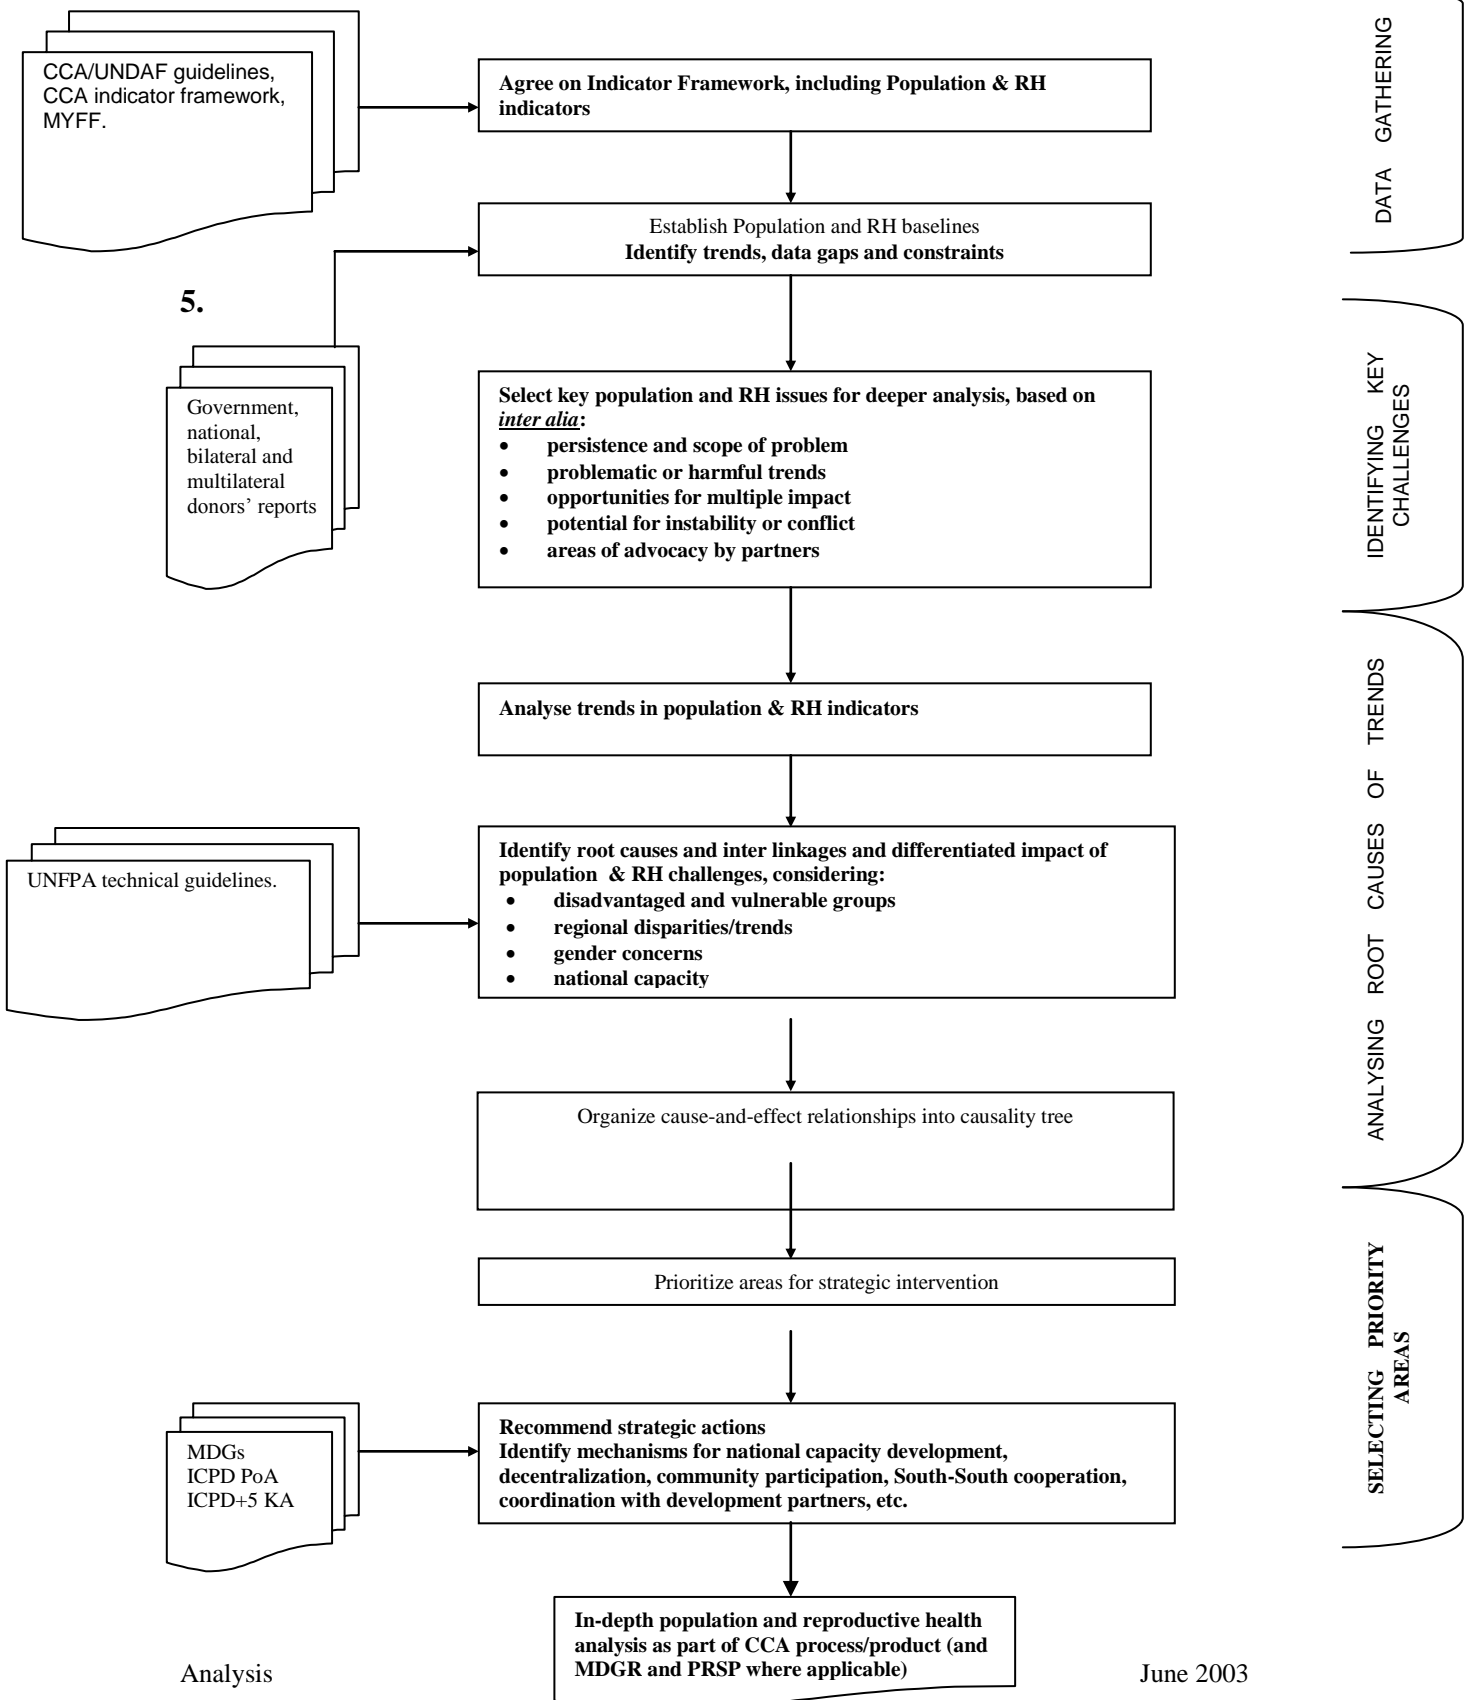 CCA/UNDAF guidelines,
CCA indicator framework,
MYFF.
Agree on Indicator Framework, including Population & RH
indicators
DATA GATHERING
Establish Population and RH baselines
Identify trends, data gaps and constraints
5.
Government,
national,
bilateral and
multilateral
donors’ reports
Select key population and RH issues for deeper analysis, based on
inter alia:
• persistence and scope of problem
• problematic or harmful trends
• opportunities for multiple impact
• potential for instability or conflict
• areas of advocacy by partners
IDENTIFYING KEY
CHALLENGES
Analyse trends in population & RH indicators
UNFPA technical guidelines.
Identify root causes and inter linkages and differentiated impact of
population & RH challenges, considering:
• disadvantaged and vulnerable groups
• regional disparities/trends
• gender concerns
• national capacity
ANALYSING ROOT CAUSES OF TRENDS
Organize cause-and-effect relationships into causality tree
Prioritize areas for strategic intervention
SELECTING PRIORITY
AREAS
MDGs
ICPD PoA
ICPD+5 KA
Recommend strategic actions
Identify mechanisms for national capacity development,
decentralization, community participation, South-South cooperation,
coordination with development partners, etc.
In-depth population and reproductive health
analysis as part of CCA process/product (and
MDGR and PRSP where applicable)
Analysis
June 2003